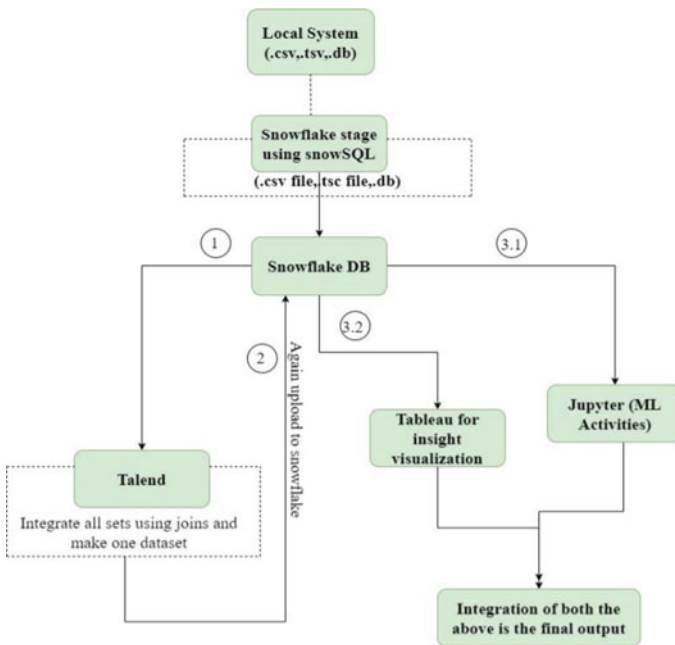 Local System
(.csv,.tsv,.db)
Snowflake stage
using snowSQL
(.csv file,.tsc file,.db)
1
3.1
Snowflake DB
3.2
2
Again upload to
snowflake
Tableau for
insight
visualization
Jupyter (ML
Activities)
Talend
Integrate all sets using joins and
make one dataset
Integration of both the
above is the final output